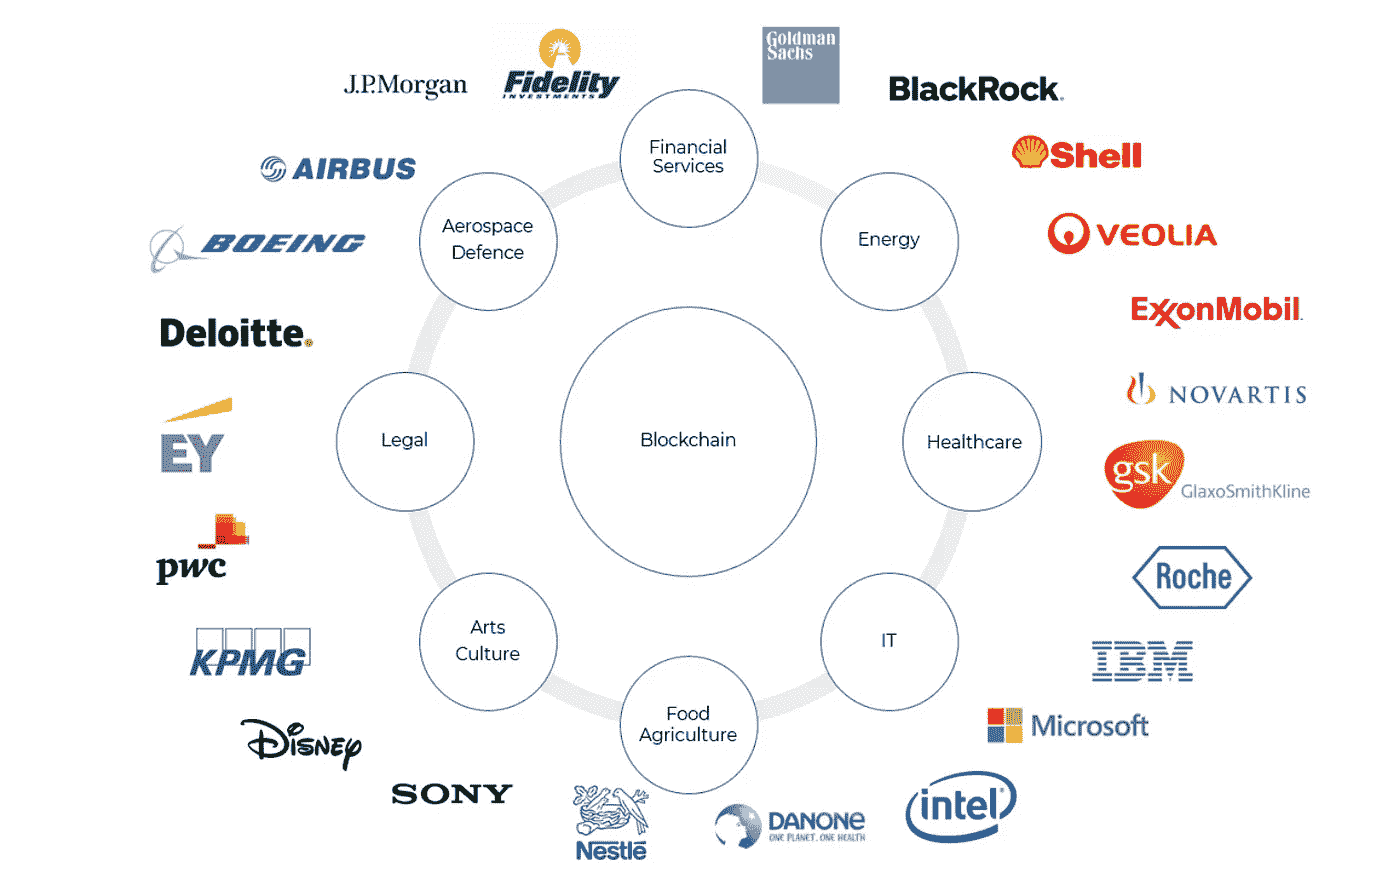 J.P.Morgan
Fidelity
INVESTMENTS
Goldman
Sachs
BlackRock.
Financial
Services
Shell
AIRBUS
Aerospace
Defence
Energy
VEOLIA
BOEING
ExxonMobil
Deloitte.
NOVARTIS
Legal
Blockchain
Healthcare
EY
gsk
GlaxoSmithKline
pwc
Roche
Arts
Culture
IT
KPMG
IBM
Food
Agriculture
Microsoft
Disney
SONY
intel
Nestlé
DANONE
ONE PLANET. ONE HEALTH